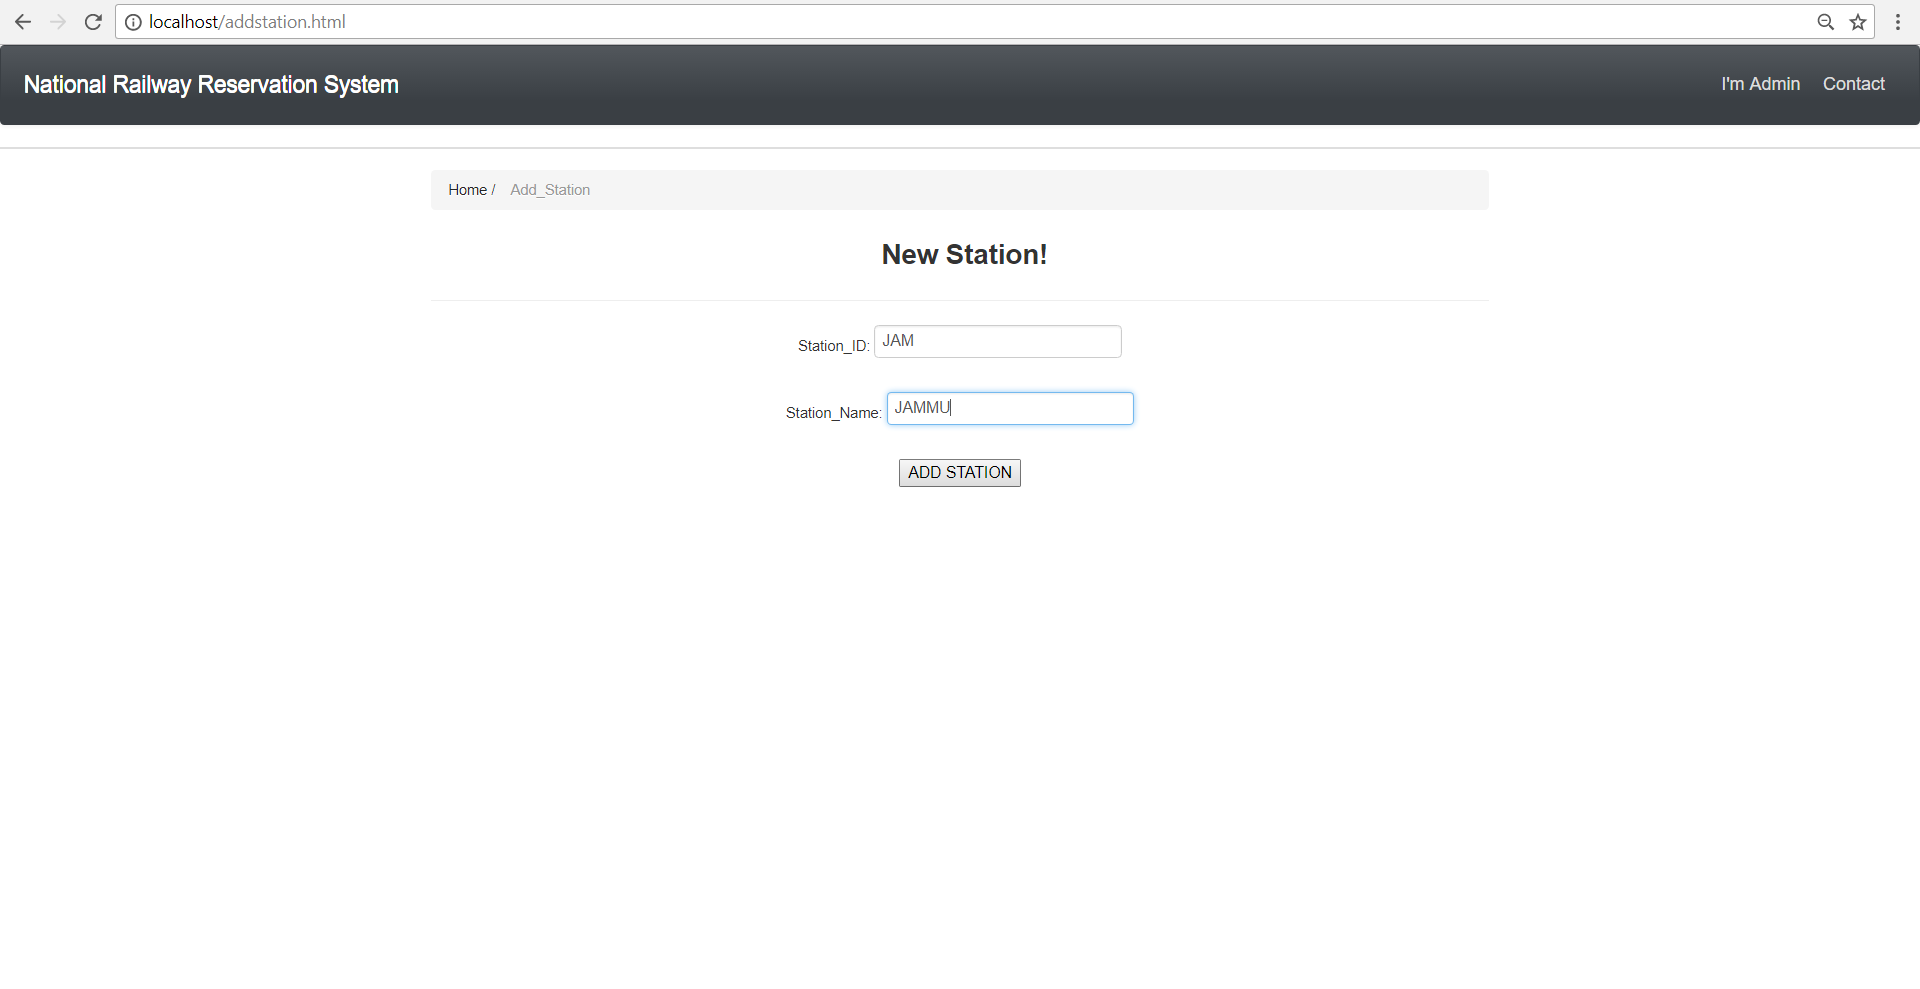 localhost/addstation.html
National Railway Reservation System
I'm Admin Contact
Home / Add_Station
New Station!
Station_ID: JAM
Station_Name: JAMMU
ADD STATION